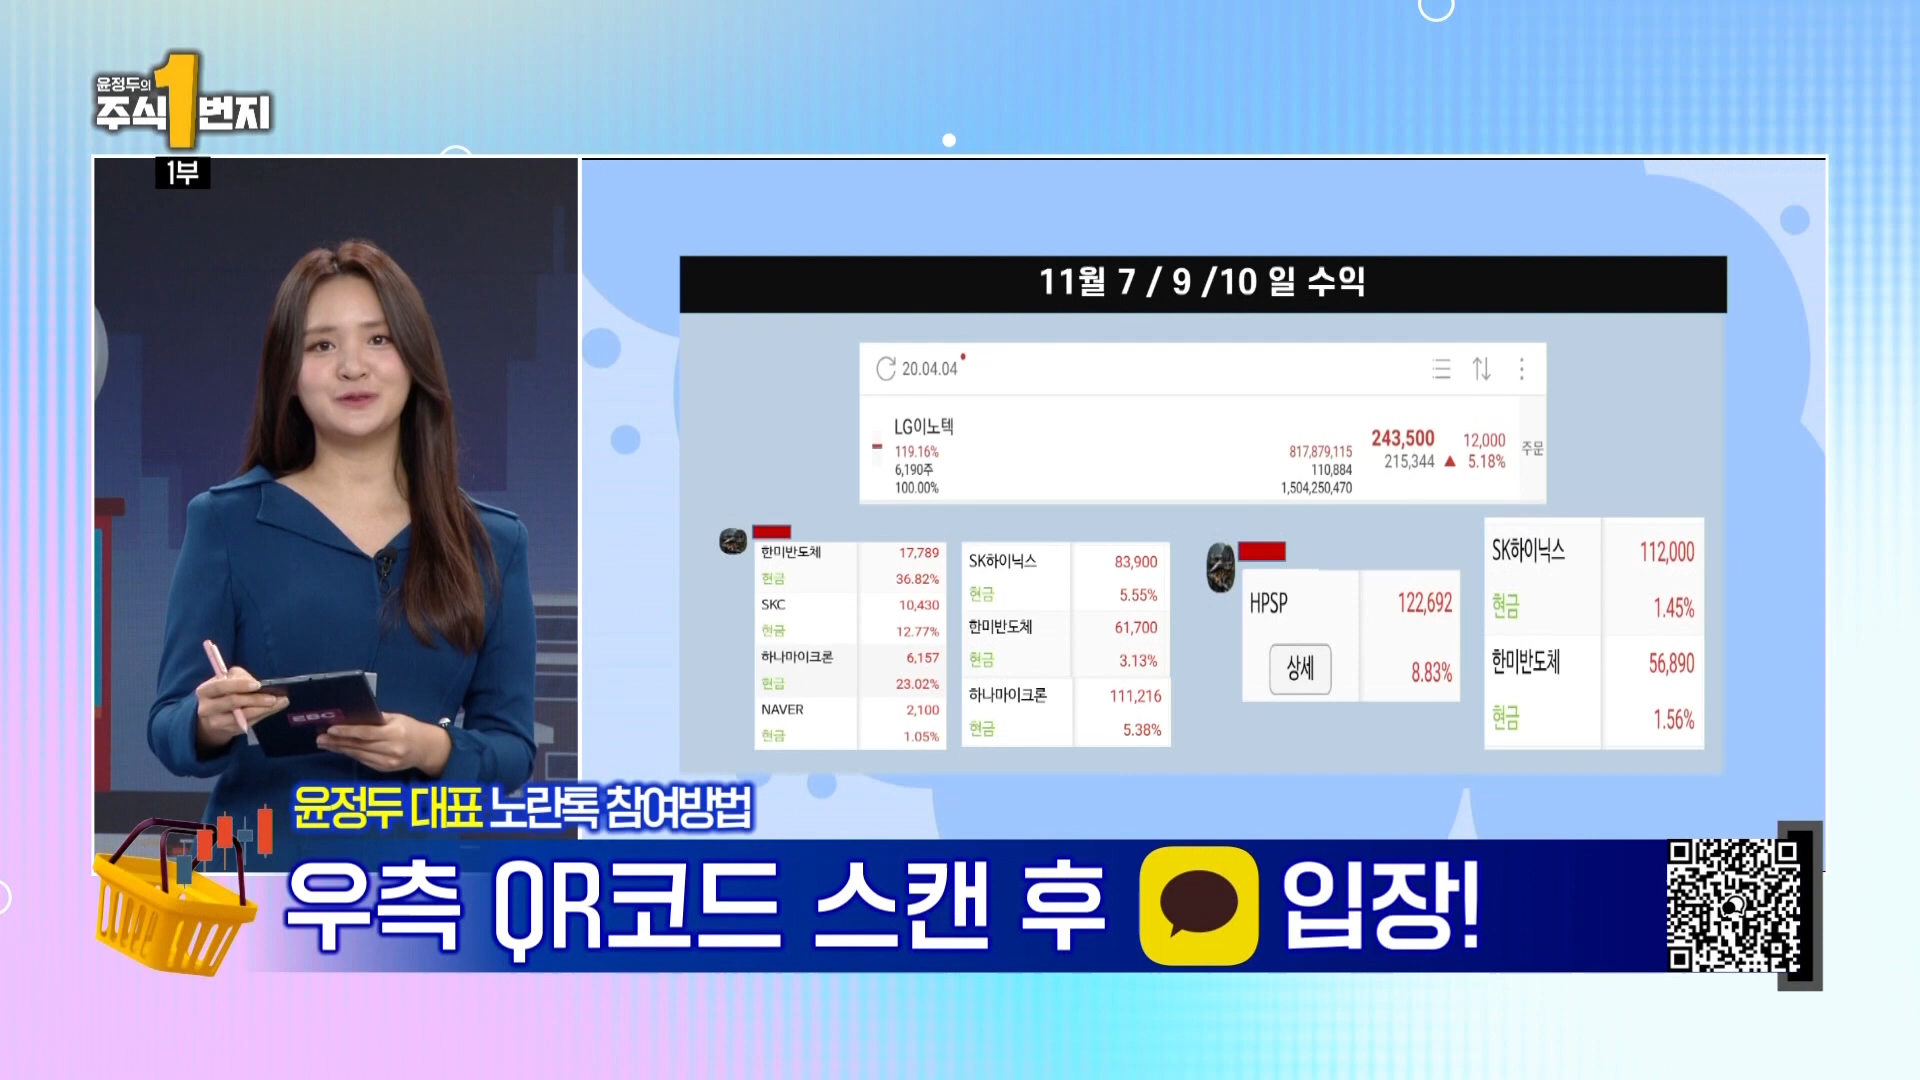 윤정두의
주식1번지
1부
11월 7 / 9 /10 일 수익
20.04.04
LG이노텍
119.16%
6,190주
100.00%
817,879,115
110,884
1,504,250,470
243,500
215,344
12,000
▲ 5.18%
주문
한미반도체 17,789
현금 36.82%
SKC 10,430
현금 12.77%
하나마이크론 6,157
현금 23.02%
NAVER 2,100
현금 1.05%
SK하이닉스 83,900
현금 5.55%
한미반도체 61,700
현금 3.13%
하나마이크론 111,216
현금 5.38%
HPSP 122,692
상세 8.83%
SK하이닉스 112,000
현금 1.45%
한미반도체 56,890
현금 1.56%
EBC
윤정두 대표 노란톡 참여방법
우측 QR코드 스캔 후 입장!